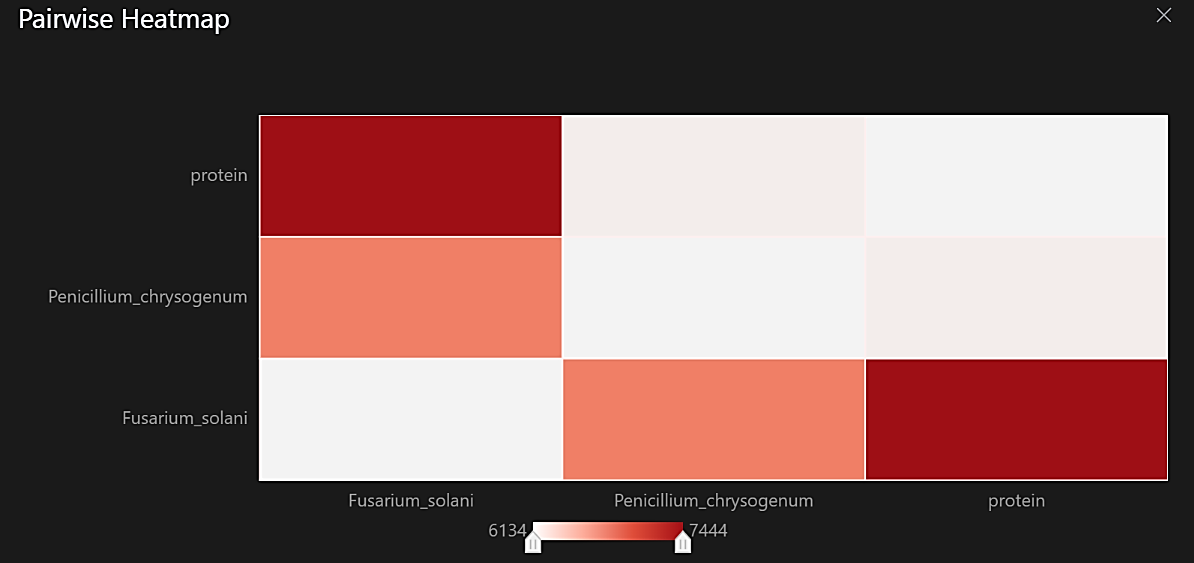 Pairwise Heatmap
protein
Penicillium_chrysogenum
Fusarium_solani
Fusarium_solani Penicillium_chrysogenum protein
6134 7444